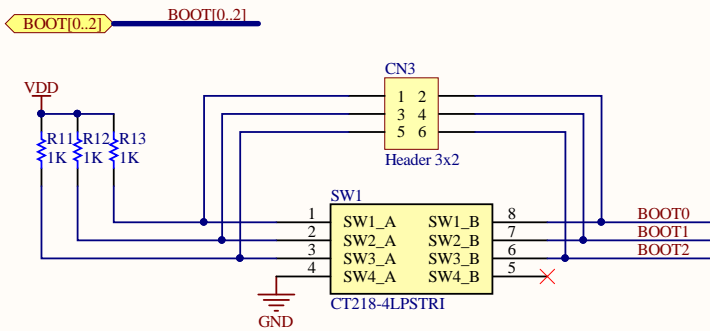 BOOT[0..2] BOOT[0..2]
CN3
VDD
1 2
3 4
5 6
R11 R12 R13
1K 1K 1K
Header 3x2
SW1
1 SW1_A SW1_B 8 BOOT0
2 SW2_A SW2_B 7 BOOT1
3 SW3_A SW3_B 6 BOOT2
4 SW4_A SW4_B 5
CT218-4LPSTRI
GND